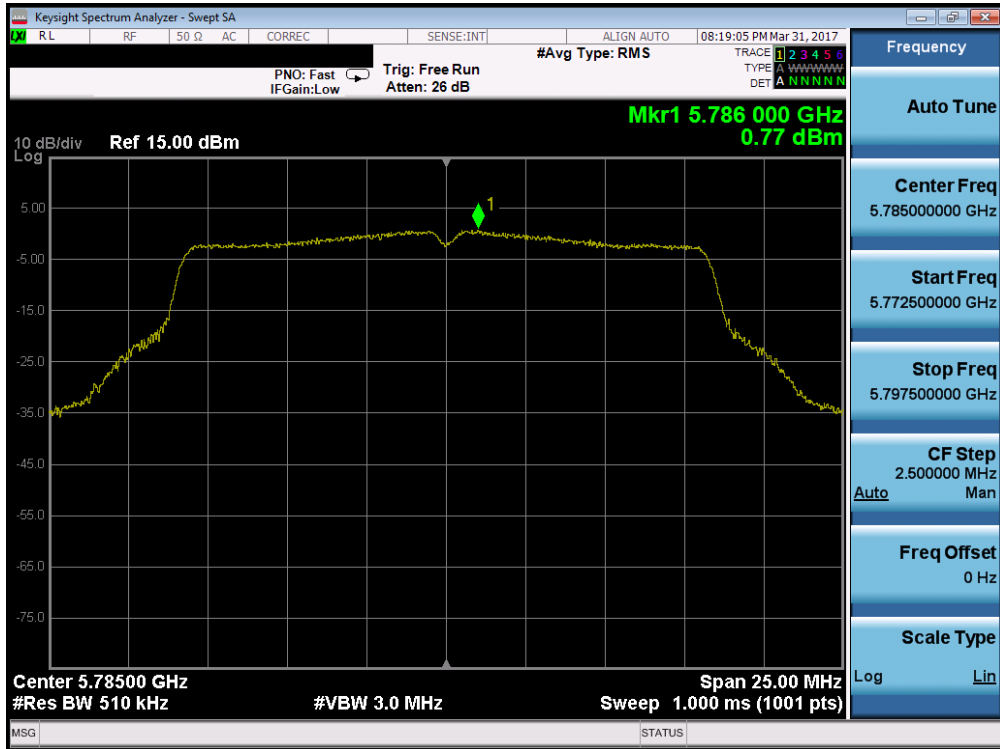 Keysight Spectrum Analyzer - Swept SA
LXI RL RF 50 Ω AC CORREC SENSE:INT ALIGN AUTO 08:19:05 PM Mar 31, 2017
#Avg Type: RMS TRACE 1 2 3 4 5 6
PNO: Fast Trig: Free Run TYPE A WWWWW
IFGain:Low Atten: 26 dB DET A N N N N N
Mkr1 5.786 000 GHz
10 dB/div Ref 15.00 dBm 0.77 dBm
Log
1
5.00
-5.00
-15.0
-25.0
-35.0
-45.0
-55.0
-65.0
-75.0
Center 5.78500 GHz Span 25.00 MHz
#Res BW 510 kHz #VBW 3.0 MHz Sweep 1.000 ms (1001 pts)
MSG STATUS
Frequency
Auto Tune
Center Freq
5.785000000 GHz
Start Freq
5.772500000 GHz
Stop Freq
5.797500000 GHz
CF Step
2.500000 MHz
Auto Man
Freq Offset
0 Hz
Scale Type
Log Lin